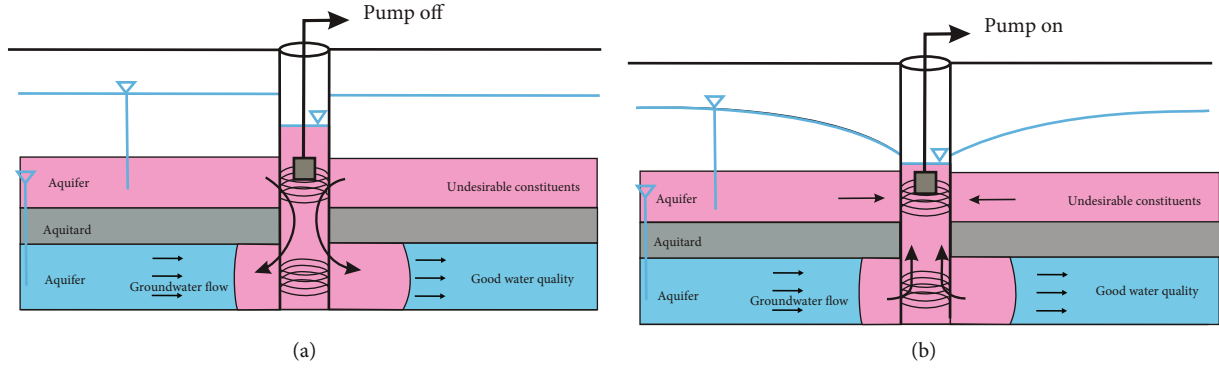 Pump off
Aquifer
Undesirable constituents
Aquitard
Aquifer
Groundwater flow
Good water quality
(a)
Pump on
Aquifer
Undesirable constituents
Aquitard
Aquifer
Groundwater flow
Good water quality
(b)